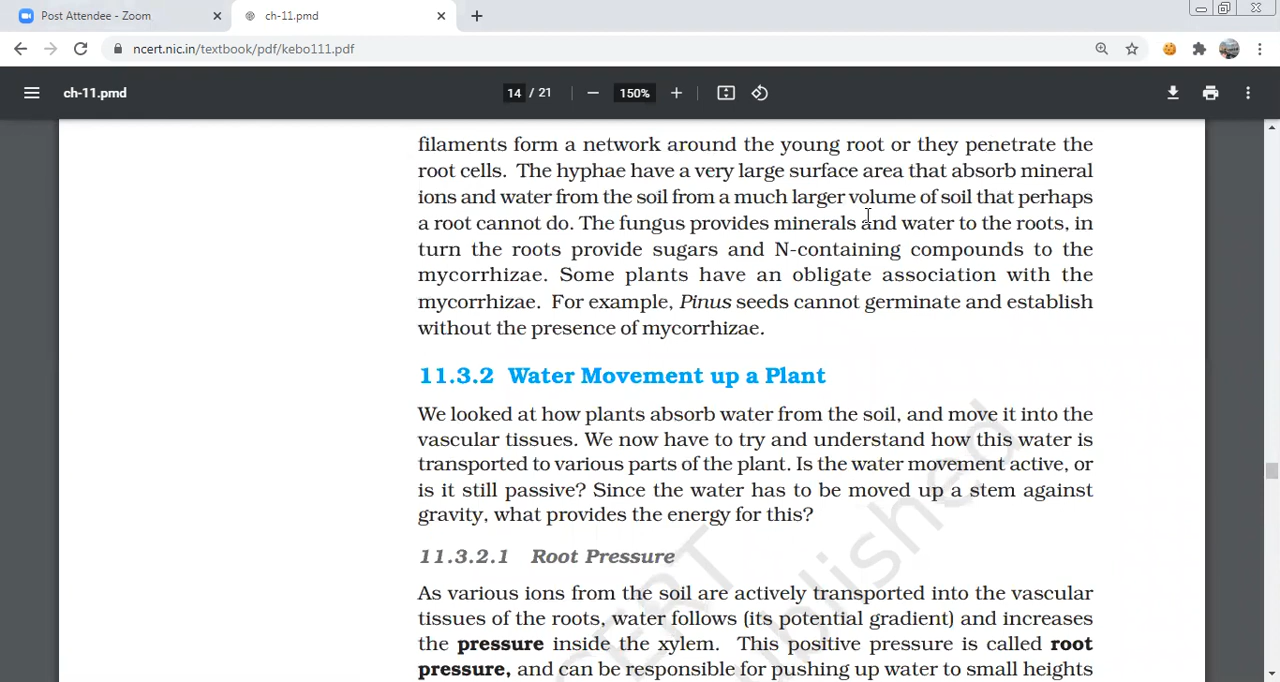 Post Attendee - Zoom
ch-11.pmd
ncert.nic.in/textbook/pdf/kebo111.pdf
ch-11.pmd
14 / 21
150%
filaments form a network around the young root or they penetrate the
root cells. The hyphae have a very large surface area that absorb mineral
ions and water from the soil from a much larger volume of soil that perhaps
a root cannot do. The fungus provides minerals and water to the roots, in
turn the roots provide sugars and N-containing compounds to the
mycorrhizae. Some plants have an obligate association with the
mycorrhizae. For example, Pinus seeds cannot germinate and establish
without the presence of mycorrhizae.
11.3.2 Water Movement up a Plant
We looked at how plants absorb water from the soil, and move it into the
vascular tissues. We now have to try and understand how this water is
transported to various parts of the plant. Is the water movement active, or
is it still passive? Since the water has to be moved up a stem against
gravity, what provides the energy for this?
11.3.2.1 Root Pressure
As various ions from the soil are actively transported into the vascular
tissues of the roots, water follows (its potential gradient) and increases
the pressure inside the xylem. This positive pressure is called root
pressure, and can be responsible for pushing up water to small heights